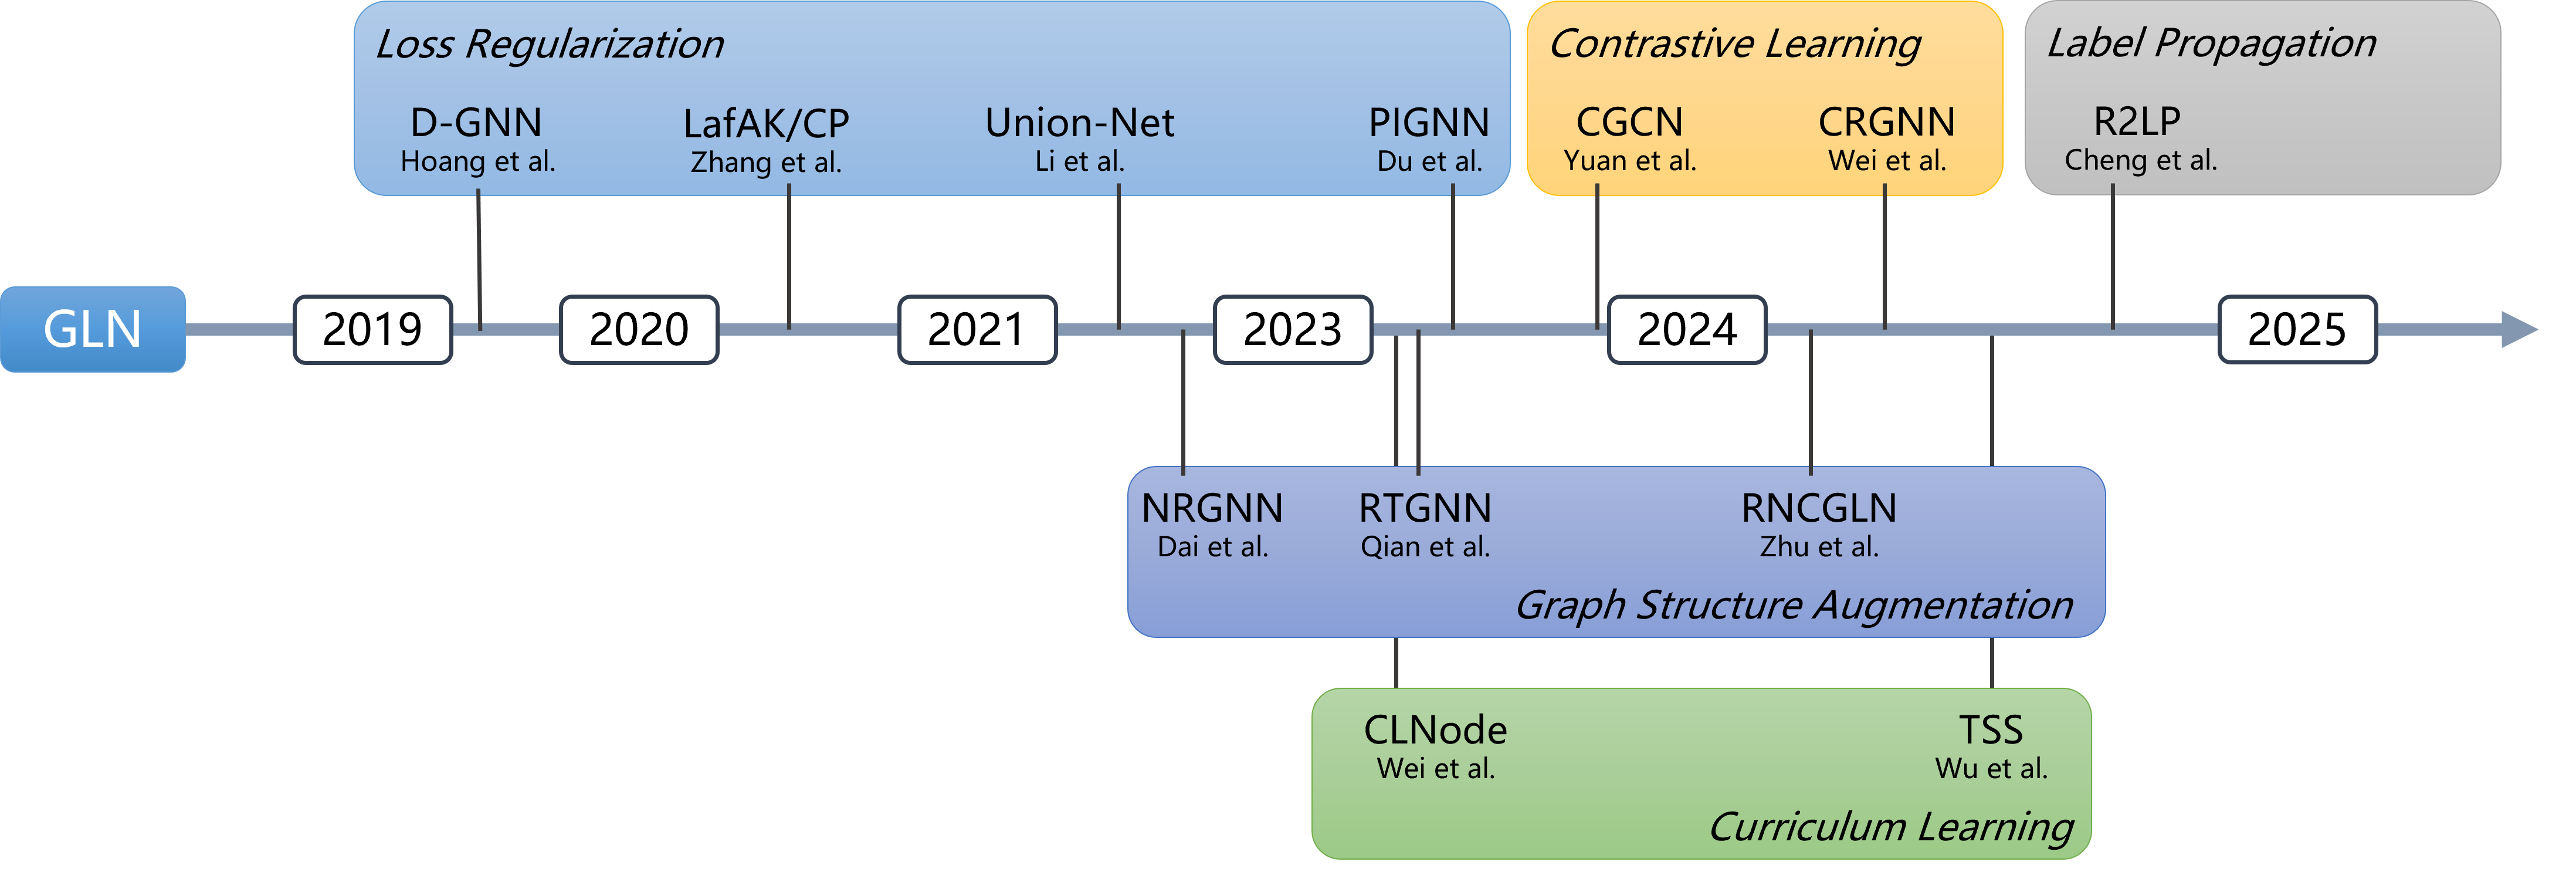 Loss Regularization
D-GNN
Hoang et al.
LafAK/CP
Zhang et al.
Union-Net
Li et al.
PIGNN
Du et al.
Contrastive Learning
CGCN
Yuan et al.
CRGNN
Wei et al.
Label Propagation
R2LP
Cheng et al.
GLN
2019
2020
2021
2023
2024
2025
NRGNN
Dai et al.
RTGNN
Qian et al.
RNCGLN
Zhu et al.
Graph Structure Augmentation
CLNode
Wei et al.
TSS
Wu et al.
Curriculum Learning